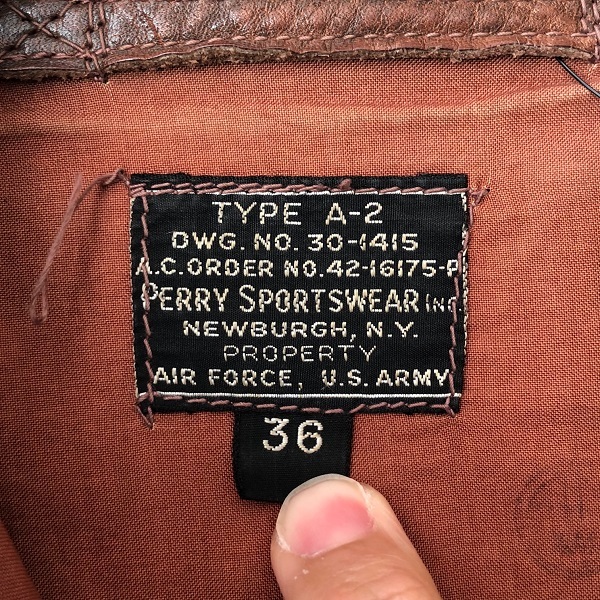 TYPE A-2
DWG. NO. 30-1415
A.C. ORDER NO. 42-16175-P
PERRY SPORTSWEAR INC
NEWBURGH, N.Y.
PROPERTY
AIR FORCE, U.S. ARMY
36